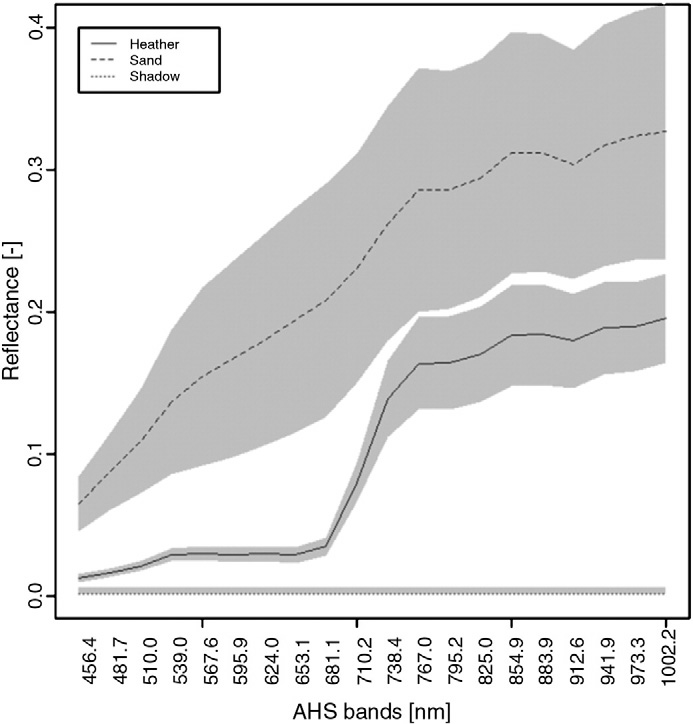 Heather
Sand
Shadow
0.4
0.3
0.2
0.1
0.0
Reflectance [-]
456.4 481.7 510.0 539.0 567.6 595.9 624.0 653.1 681.1 710.2 738.4 767.0 795.2 825.0 854.9 883.9 912.6 941.9 973.3 1002.2
AHS bands [nm]